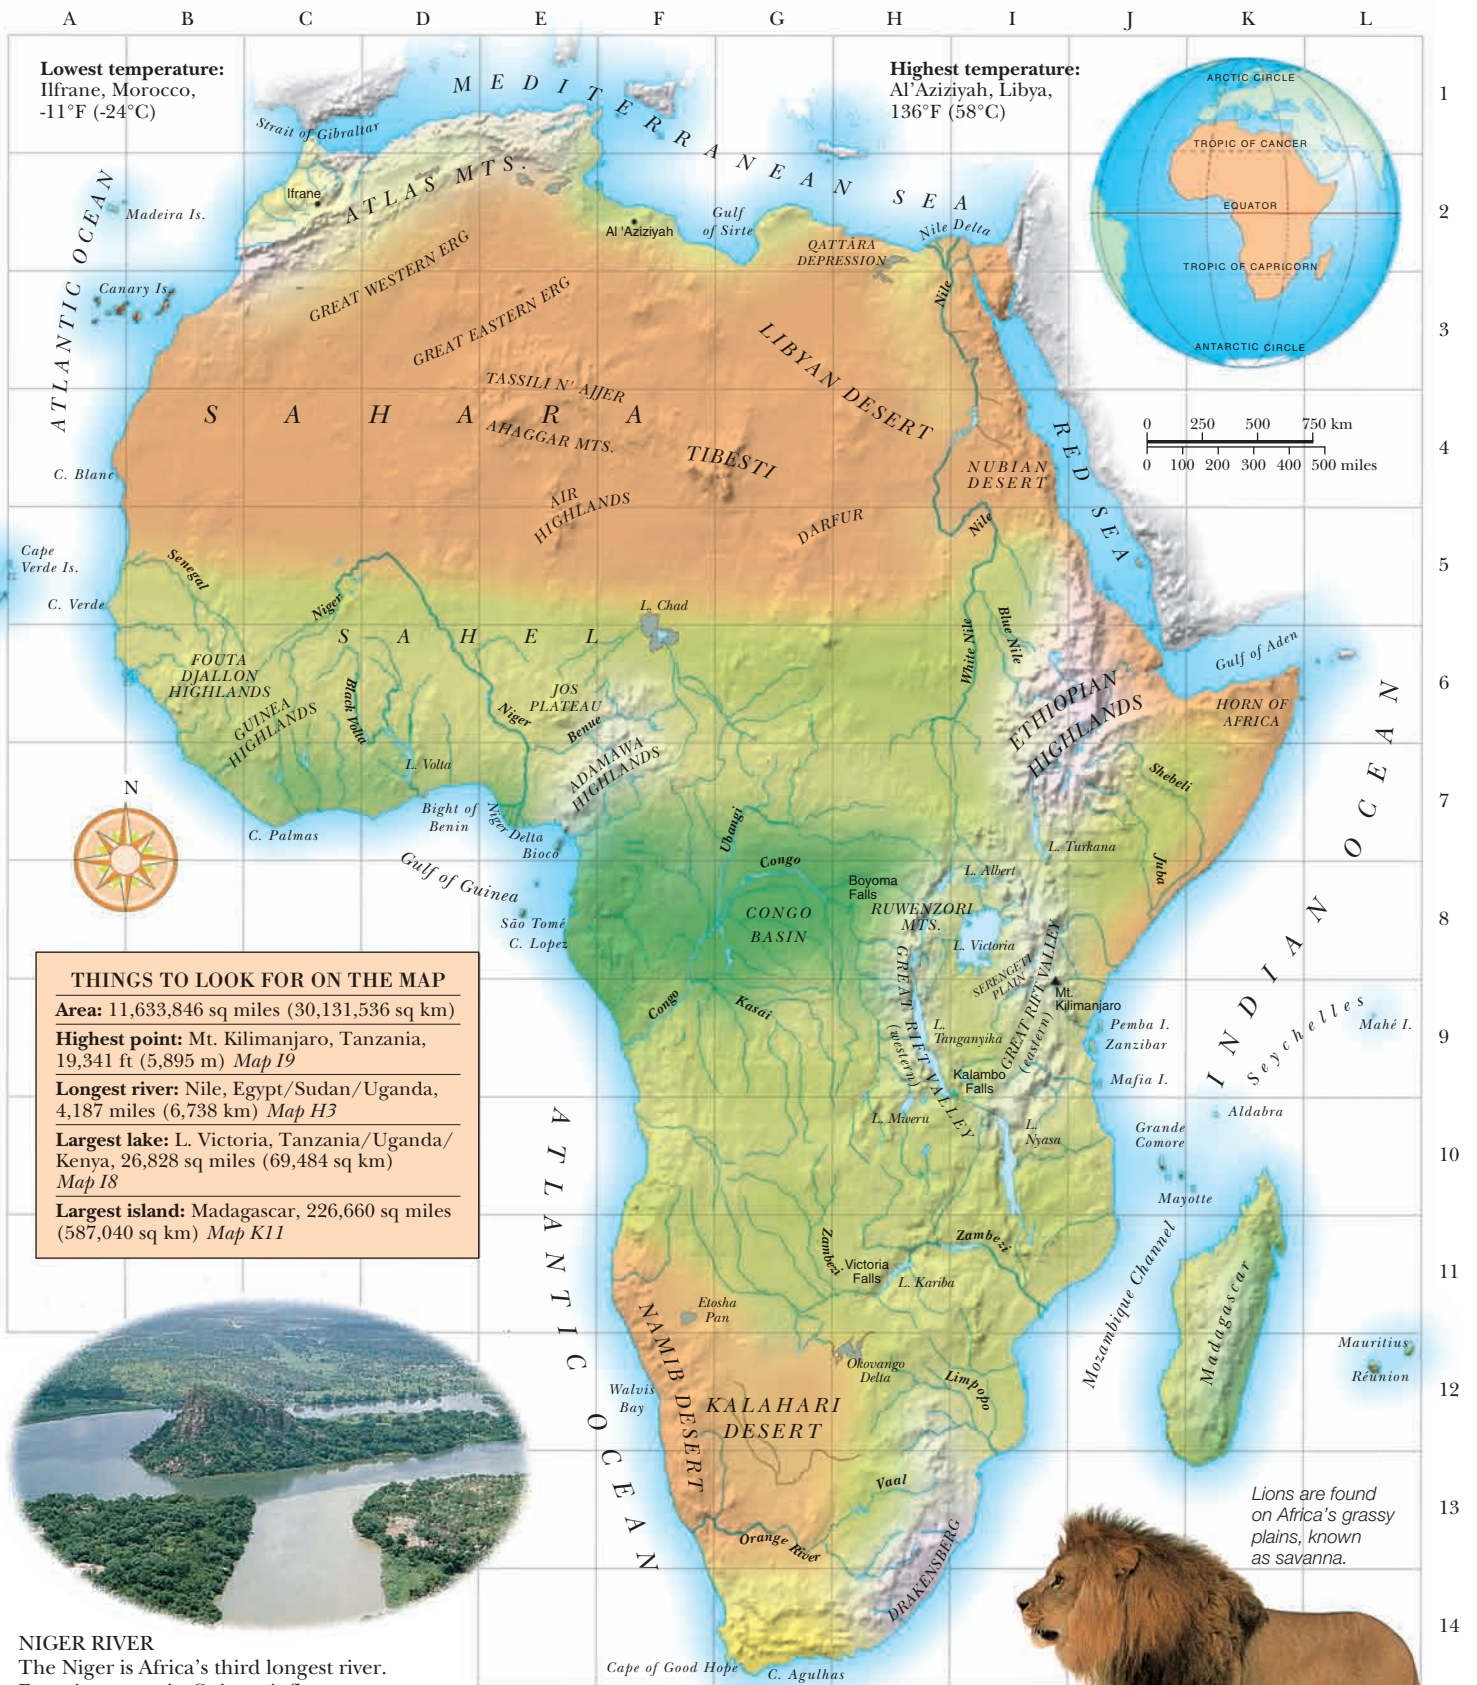 A B C D E F G H I J K L
1
2
3
4
5
6
7
8
9
10
11
12
13
14
Lowest temperature:
Ilfrane, Morocco,
-11°F (-24°C)
Highest temperature:
Al'Aziziyah, Libya,
136°F (58°C)
ARCTIC CIRCLE
TROPIC OF CANCER
EQUATOR
TROPIC OF CAPRICORN
ANTARCTIC CIRCLE
0 250 500 750 km
0 100 200 300 400 500 miles
MEDITERRANEAN SEA
Strait of Gibraltar
ATLANTIC OCEAN
Madeira Is.
Ifrane
ATLAS MTS.
Al 'Aziziyah
Gulf
of Sirte
Nile Delta
QATTÂRA
DEPRESSION
Canary Is.
GREAT WESTERN ERG
GREAT EASTERN ERG
Nile
LIBYAN DESERT
TASSILI N' AJJER
SAHARA
AHAGGAR MTS.
TIBESTI
RED SEA
C. Blanc
NUBIAN
DESERT
AIR
HIGHLANDS
DARFUR
Nile
Cape
Verde Is.
Senegal
C. Verde
Niger
L. Chad
SAHEL
White Nile
Blue Nile
Gulf of Aden
FOUTA
DJALLON
HIGHLANDS
GUINEA
HIGHLANDS
Black Volta
JOS
PLATEAU
Niger
Benue
ADAMAWA
HIGHLANDS
ETHIOPIAN
HIGHLANDS
HORN OF
AFRICA
L. Volta
Shebeli
N
Bight of
Benin
Niger Delta
Bioco
C. Palmas
Ubangi
L. Turkana
Gulf of Guinea
Congo
Boyoma
Falls
L. Albert
Juba
INDIAN OCEAN
São Tomé
C. Lopez
CONGO
BASIN
RUWENZORI
MTS.
L. Victoria
SERENGETI
PLAIN
GREAT RIFT VALLEY
(eastern)
GREAT RIFT VALLEY
(western)
Mt.
Kilimanjaro
Congo
Kasai
L.
Tanganyika
Pemba I.
Zanzibar
Seychelles
Mahé I.
Kalambo
Falls
Mafia I.
Aldabra
L. Mweru
L.
Nyasa
Grande
Comore
Mayotte
ATLANTIC OCEAN
Zambezi
Zambezi
Victoria
Falls
L. Kariba
Mozambique Channel
Madagascar
Etosha
Pan
NAMIB DESERT
Okovango
Delta
Limpopo
Mauritius
Réunion
Walvis
Bay
KALAHARI
DESERT
Vaal
Orange River
DRAKENSBERG
Cape of Good Hope
C. Agulhas
THINGS TO LOOK FOR ON THE MAP
Area: 11,633,846 sq miles (30,131,536 sq km)
Highest point: Mt. Kilimanjaro, Tanzania,
19,341 ft (5,895 m) Map I9
Longest river: Nile, Egypt/Sudan/Uganda,
4,187 miles (6,738 km) Map H3
Largest lake: L. Victoria, Tanzania/Uganda/
Kenya, 26,828 sq miles (69,484 sq km)
Map I8
Largest island: Madagascar, 226,660 sq miles
(587,040 sq km) Map K11
Lions are found
on Africa's grassy
plains, known
as savanna.
NIGER RIVER
The Niger is Africa's third longest river.